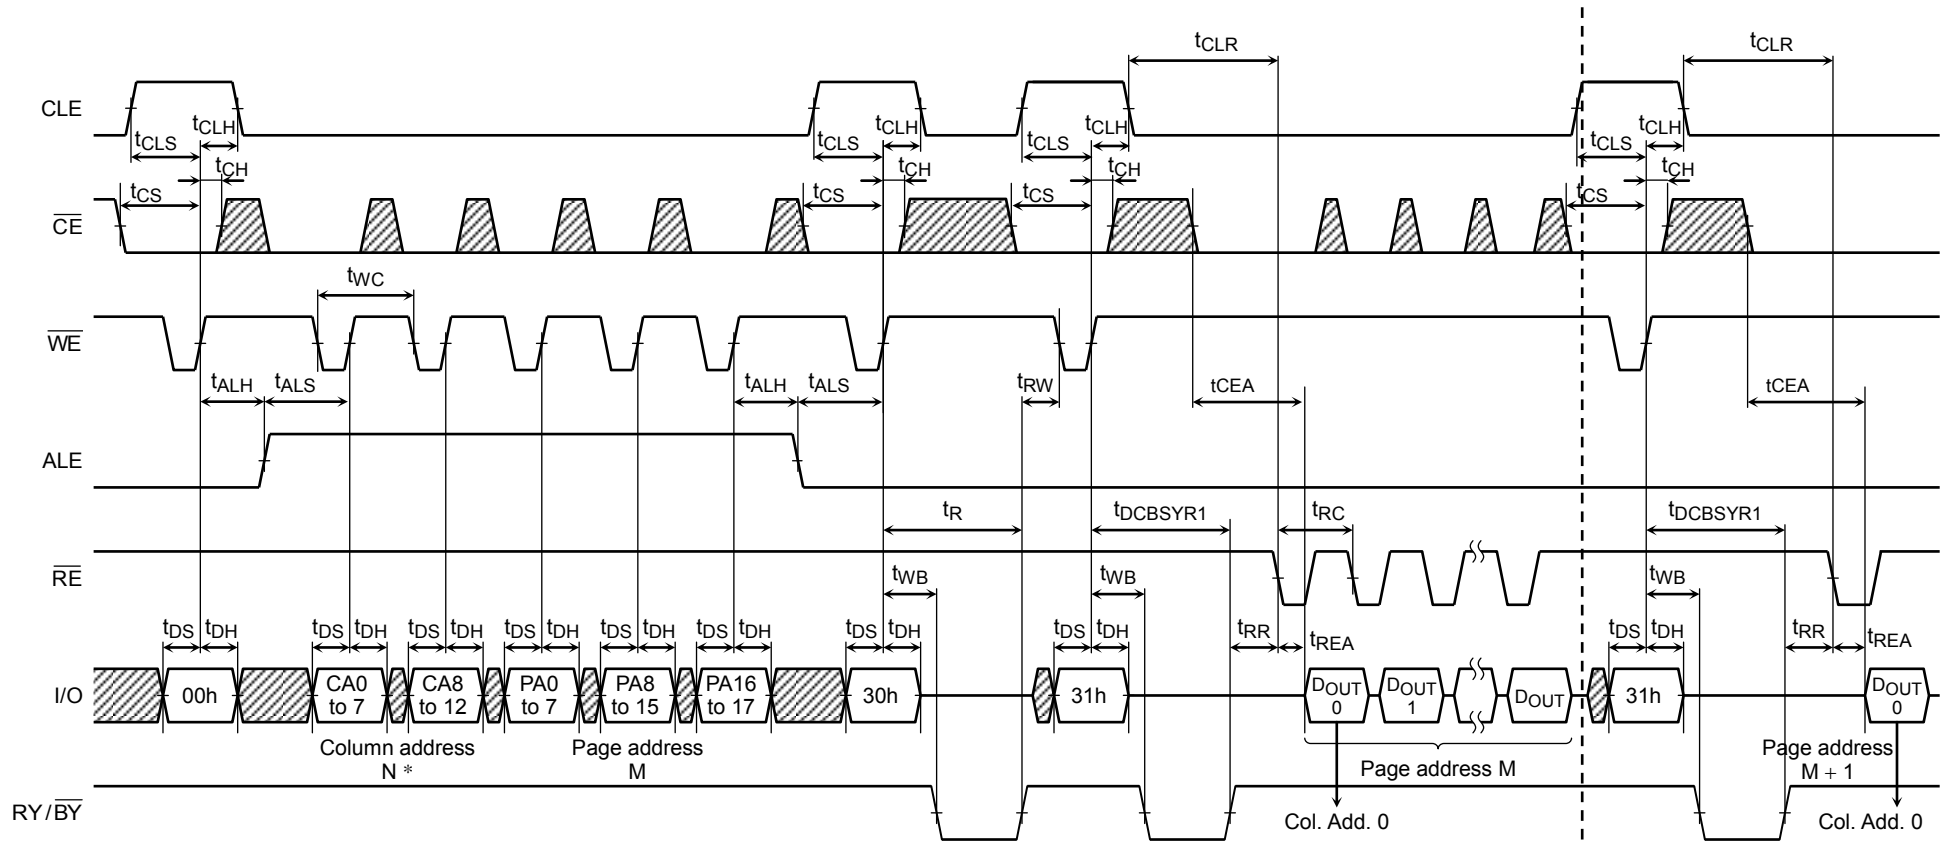 tCLR tCLR
CLE
tCLS tCLH tCLS tCLH tCLS tCLH tCLS tCLH
tCS tCH tCS tCH tCS tCH tCS tCH
CE
tWC
WE
tALH tALS tALH tALS tRW tCEA tCEA
ALE
tR tDCBSYR1 tRC tDCBSYR1
RE
tWB tWB tWB
tDS tDH tDS tDH tDS tDH tDS tDH tDS tDH tDS tDH tDS tDH tDS tDH tRR tREA tDS tDH tRR tREA
I/O 00h CA0 to 7 CA8 to 12 PA0 to 7 PA8 to 15 PA16 to 17 30h 31h DOUT 0 DOUT 1 DOUT 31h DOUT 0
Column address N *
Page address M
Page address M
Page address M + 1
RY/BY
Col. Add. 0 Col. Add. 0